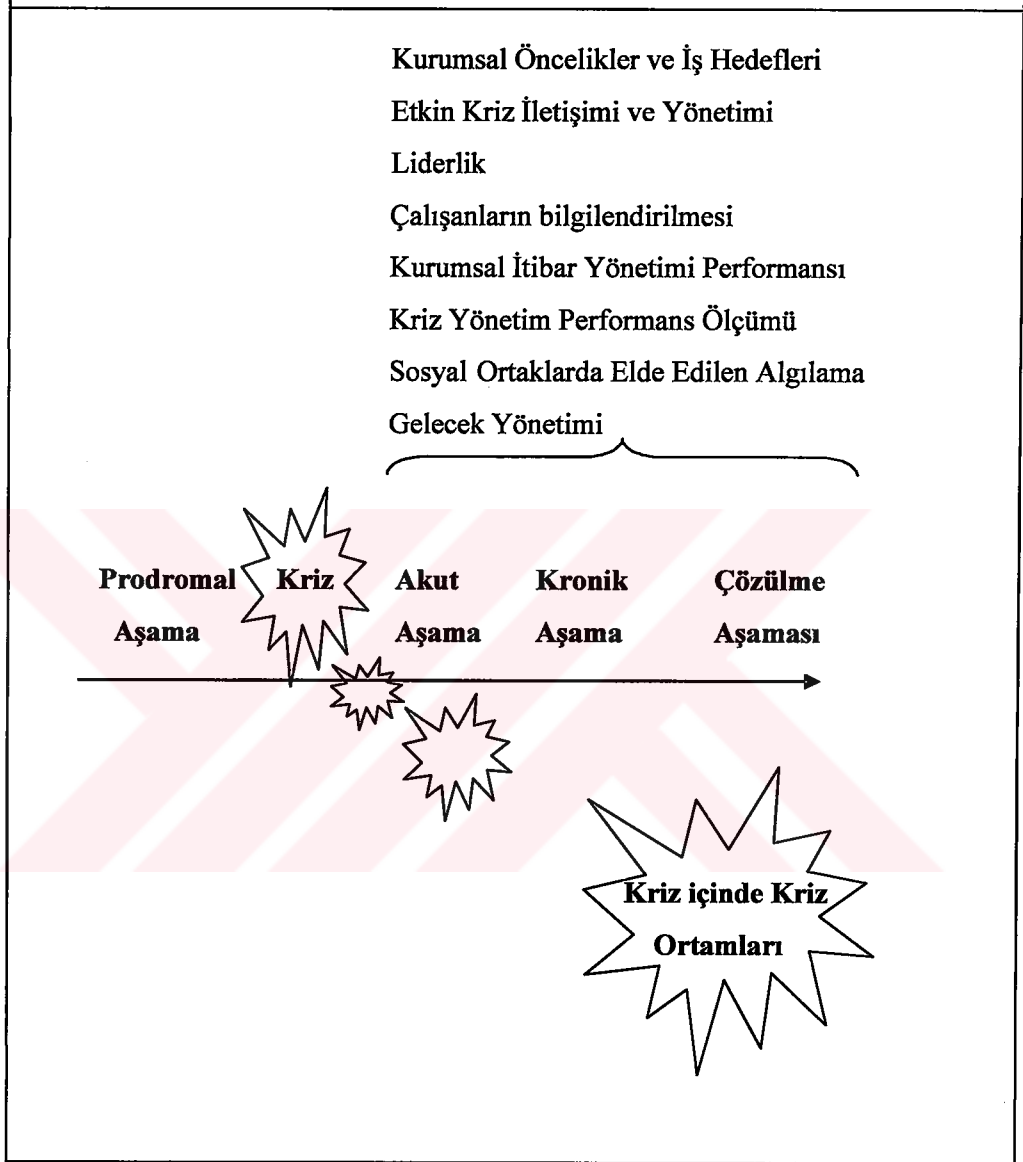 Kurumsal Öncelikler ve İş Hedefleri
Etkin Kriz İletişimi ve Yönetimi
Liderlik
Çalışanların bilgilendirilmesi
Kurumsal İtibar Yönetimi Performansı
Kriz Yönetim Performans Ölçümü
Sosyal Ortaklarda Elde Edilen Algılama
Gelecek Yönetimi
Prodromal Kriz Akut Kronik Çözülme
Aşama Aşama Aşama Aşaması
Kriz içinde Kriz
Ortamları